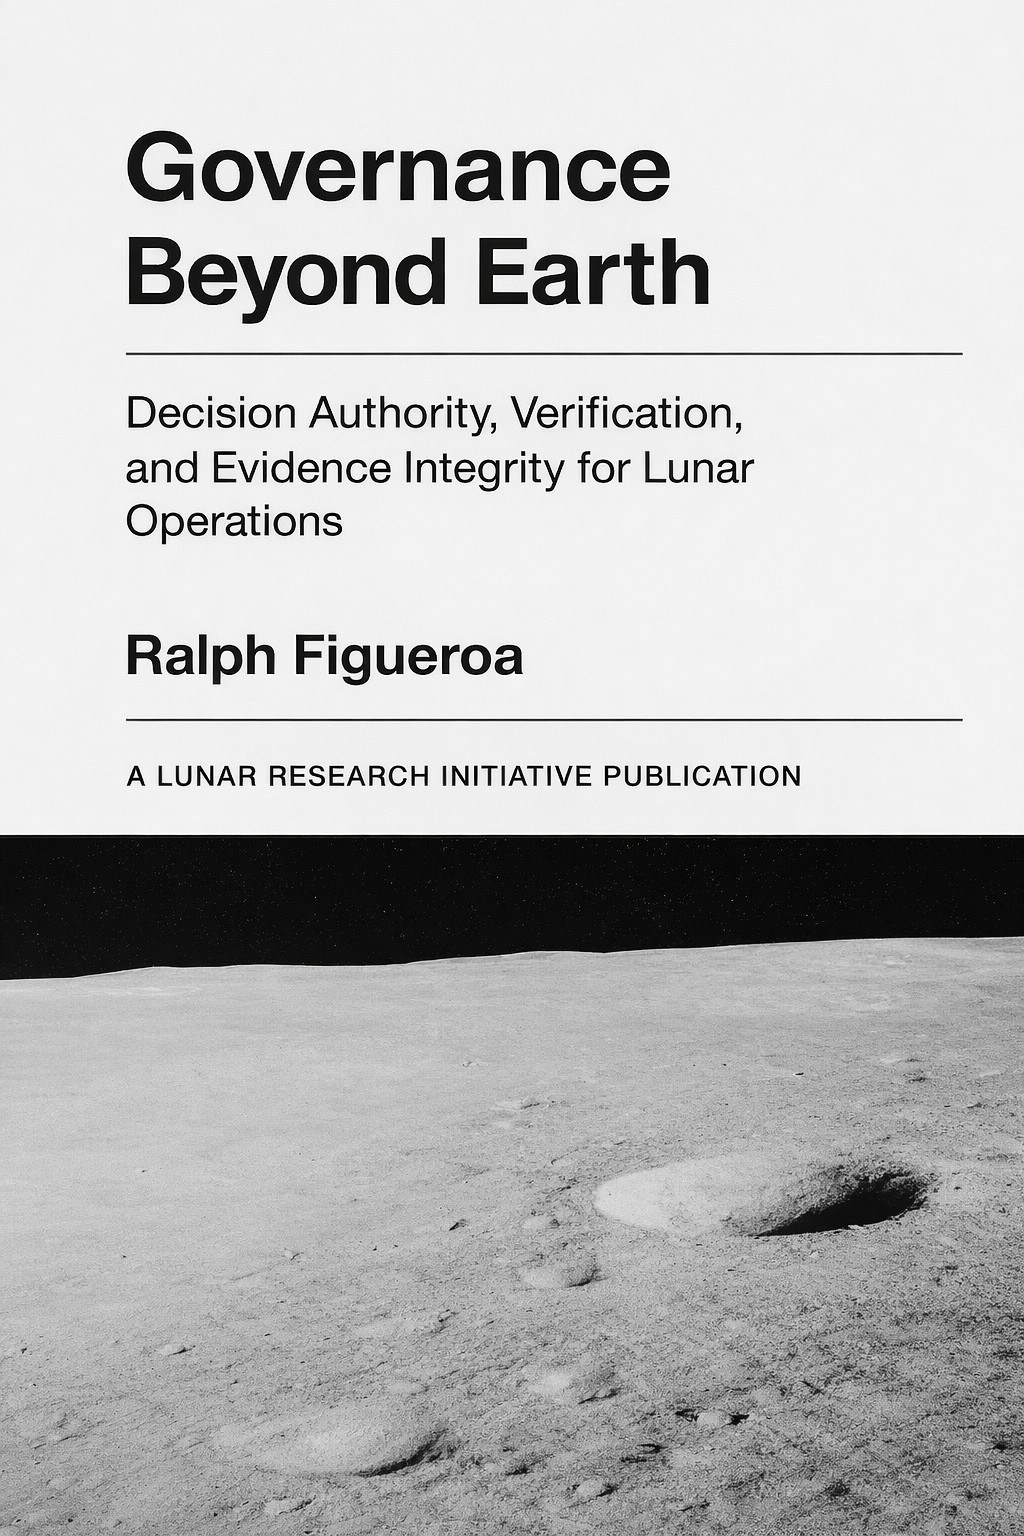 Governance
Beyond Earth
Decision Authority, Verification,
and Evidence Integrity for Lunar
Operations
Ralph Figueroa
A LUNAR RESEARCH INITIATIVE PUBLICATION